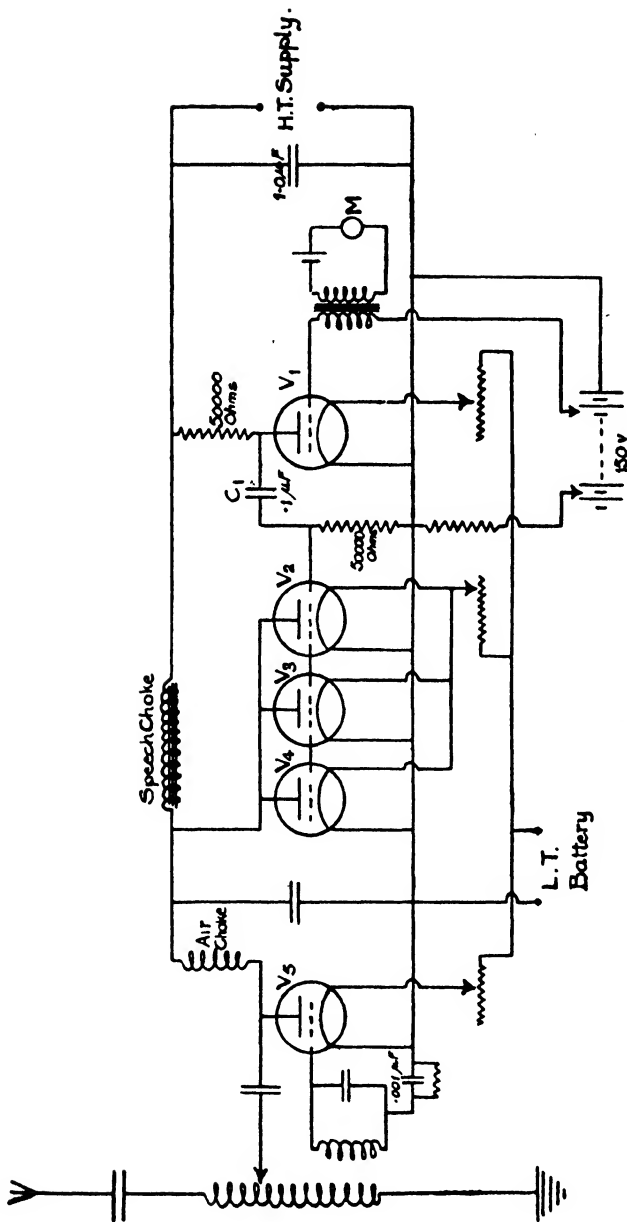 Speech Choke
H.T. Supply.
1.0µF
50000
Ohms
Air
Choke
C1
.1µF
V5
V4
V3
V2
V1
M
50000
Ohms
.001µF
L.T.
Battery
150v